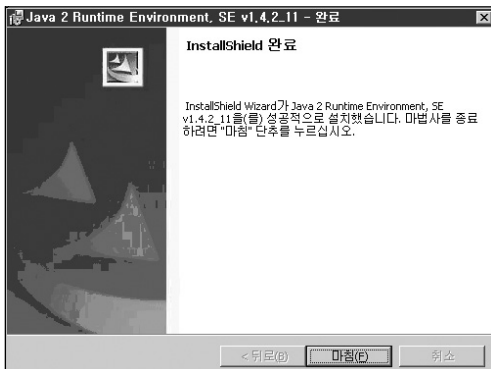 Java 2 Runtime Environment, SE v1.4.2_11 - 완료
InstallShield 완료
InstallShield Wizard가 Java 2 Runtime Environment, SE
v1.4.2_11을(를) 성공적으로 설치했습니다. 마법사를 종료
하려면 "마침" 단추를 누르십시오.
< 뒤로(B) 마침(F) 취소